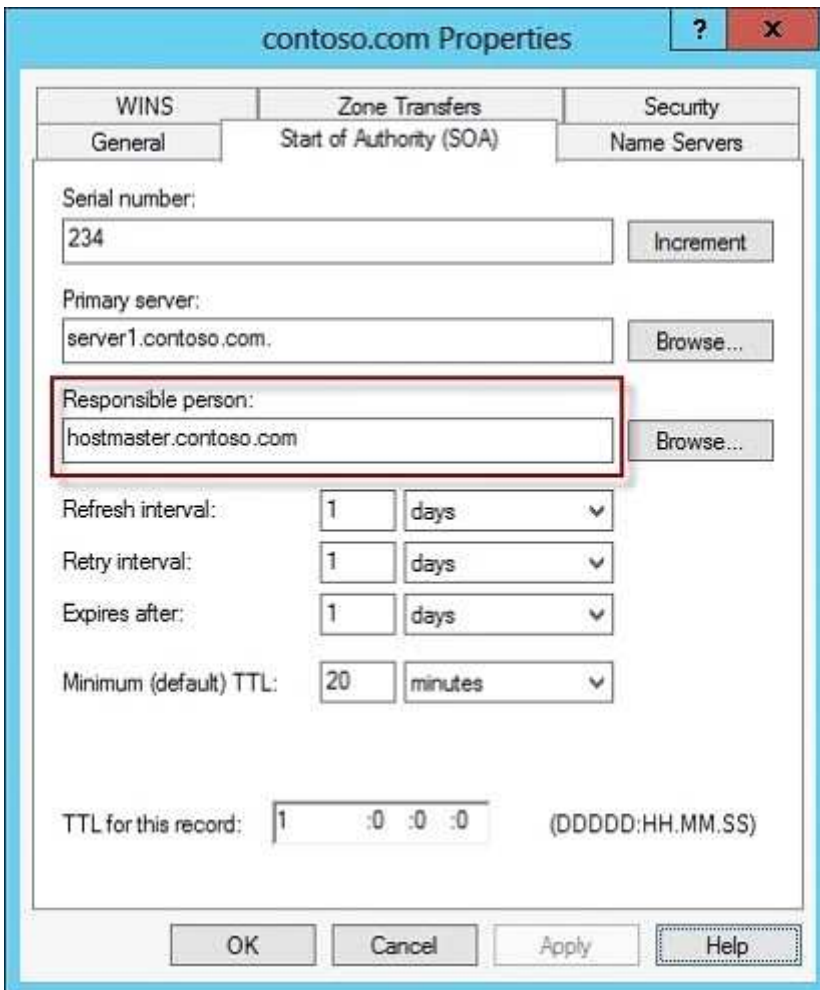 contoso.com Properties ? x
WINS Zone Transfers Security
General Start of Authority (SOA) Name Servers
Serial number:
234 Increment
Primary server:
server1.contoso.com. Browse...
Responsible person:
hostmaster.contoso.com Browse...
Refresh interval: 1 days
Retry interval: 1 days
Expires after: 1 days
Minimum (default) TTL: 20 minutes
TTL for this record: 1 :0 :0 :0 (DDDDD:HH.MM.SS)
OK Cancel Apply Help